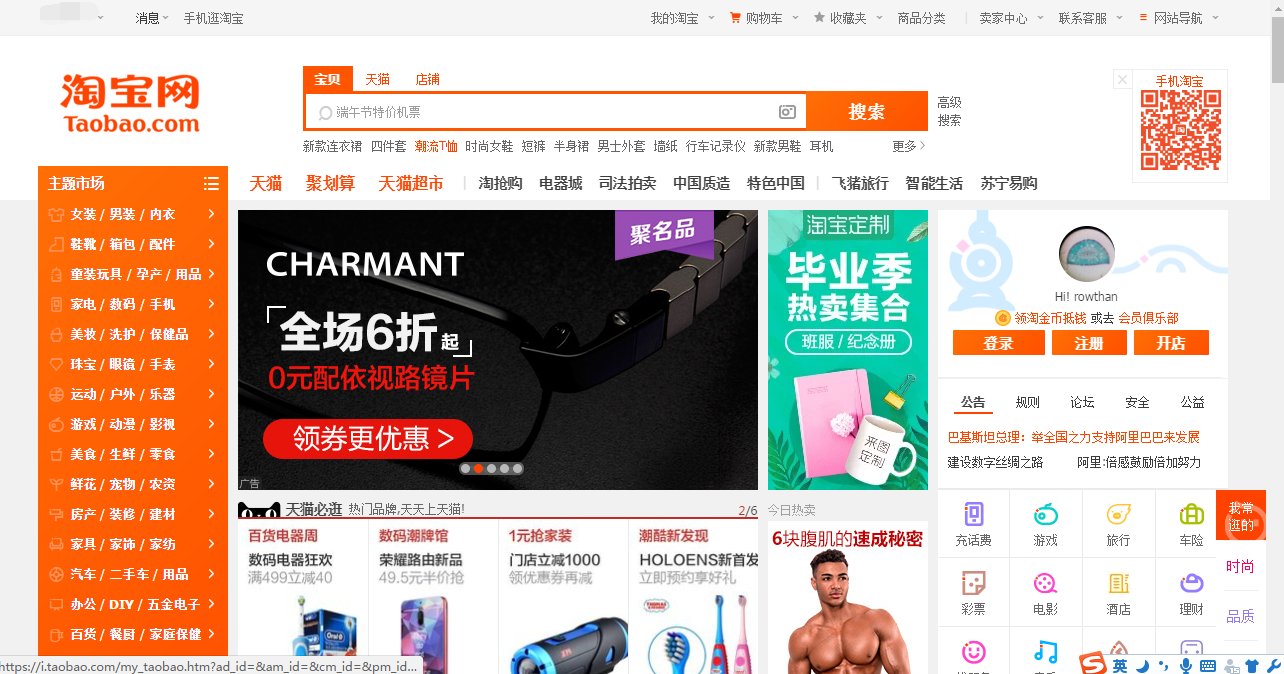 消息 手机逛淘宝 我的淘宝 购物车 收藏夹 商品分类 卖家中心 联系客服 网站导航
淘宝网
Taobao.com
宝贝 天猫 店铺
端午节特价机票 搜索
高级
搜索
新款连衣裙 四件套 潮流T恤 时尚女鞋 短裤 半身裙 男士外套 墙纸 行车记录仪 新款男鞋 耳机 更多
手机淘宝
主题市场
天猫 聚划算 天猫超市 淘抢购 电器城 司法拍卖 中国质造 特色中国 飞猪旅行 智能生活 苏宁易购
女装 / 男装 / 内衣
鞋靴 / 箱包 / 配件
童装玩具 / 孕产 / 用品
家电 / 数码 / 手机
美妆 / 洗护 / 保健品
珠宝 / 眼镜 / 手表
运动 / 户外 / 乐器
游戏 / 动漫 / 影视
美食 / 生鲜 / 零食
鲜花 / 宠物 / 农资
房产 / 装修 / 建材
家具 / 家饰 / 家纺
汽车 / 二手车 / 用品
办公 / DIY / 五金电子
百货 / 餐厨 / 家庭保健
聚名品
CHARMANT
全场6折起
0元配依视路镜片
领券更优惠 >
广告
淘宝定制
毕业季
热卖集合
班服 / 纪念册
来图
定制
Hi! rowthan
领淘金币抵钱 或去 会员俱乐部
登录 注册 开店
公告 规则 论坛 安全 公益
巴基斯坦总理：举全国之力支持阿里巴巴来发展
建设数字丝绸之路 阿里:倍感鼓励倍加努力
天猫必逛 热门品牌,天天上天猫! 2/6
百货电器周
数码电器狂欢
满499立减40
数码潮牌馆
荣耀路由新品
49.5元半价抢
1元抢家装
门店立减1000
领优惠券再减
潮酷新发现
HOLOENS新首发
立即预约享好礼
Oral-B
THOMAS
今日热卖
6块腹肌的速成秘密
充话费 游戏 旅行 车险
彩票 电影 酒店 理财
我常
逛的
时尚
品质
英
https://i.taobao.com/my_taobao.htm?ad_id=&am_id=&cm_id=&pm_id...